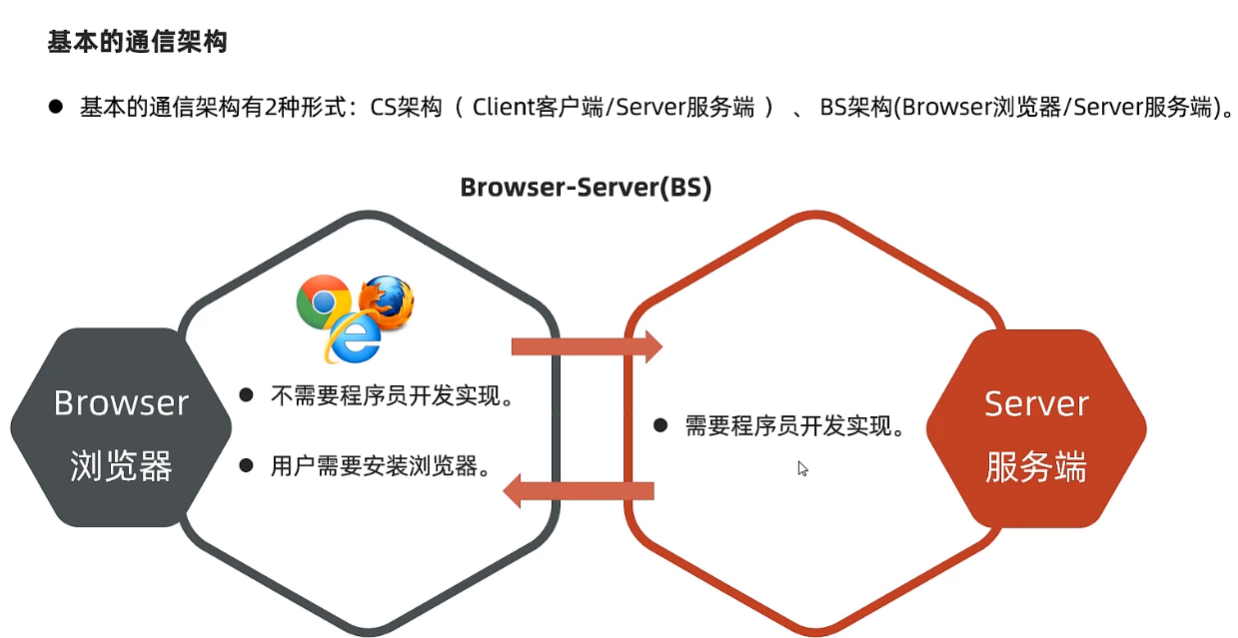 基本的通信架构
● 基本的通信架构有2种形式：CS架构（ Client客户端/Server服务端 ） 、 BS架构(Browser浏览器/Server服务端)。
Browser-Server(BS)
Browser
浏览器
● 不需要程序员开发实现。
● 用户需要安装浏览器。
● 需要程序员开发实现。
Server
服务端